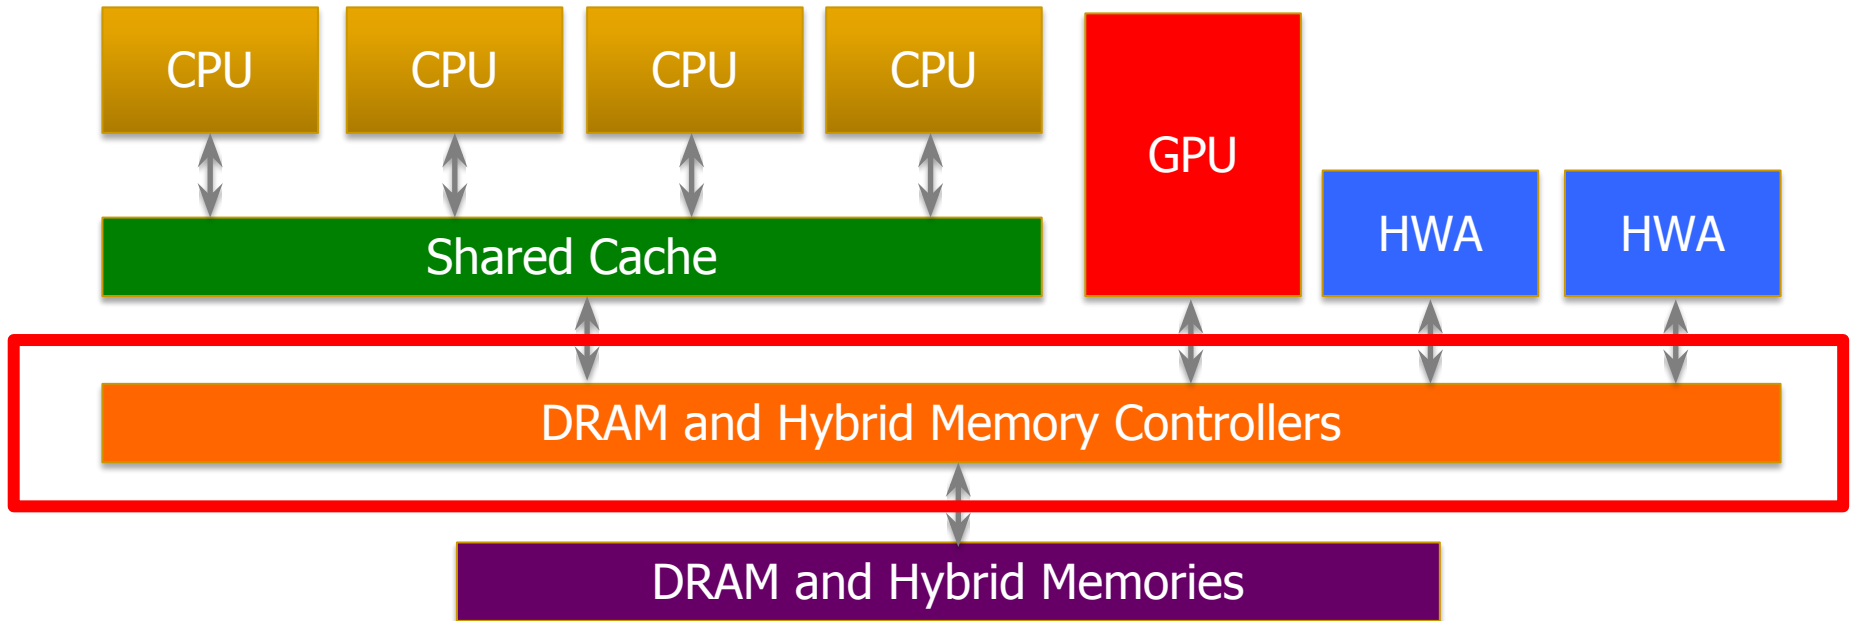 CPU
CPU
CPU
CPU
GPU
HWA
HWA
Shared Cache
DRAM and Hybrid Memory Controllers
DRAM and Hybrid Memories